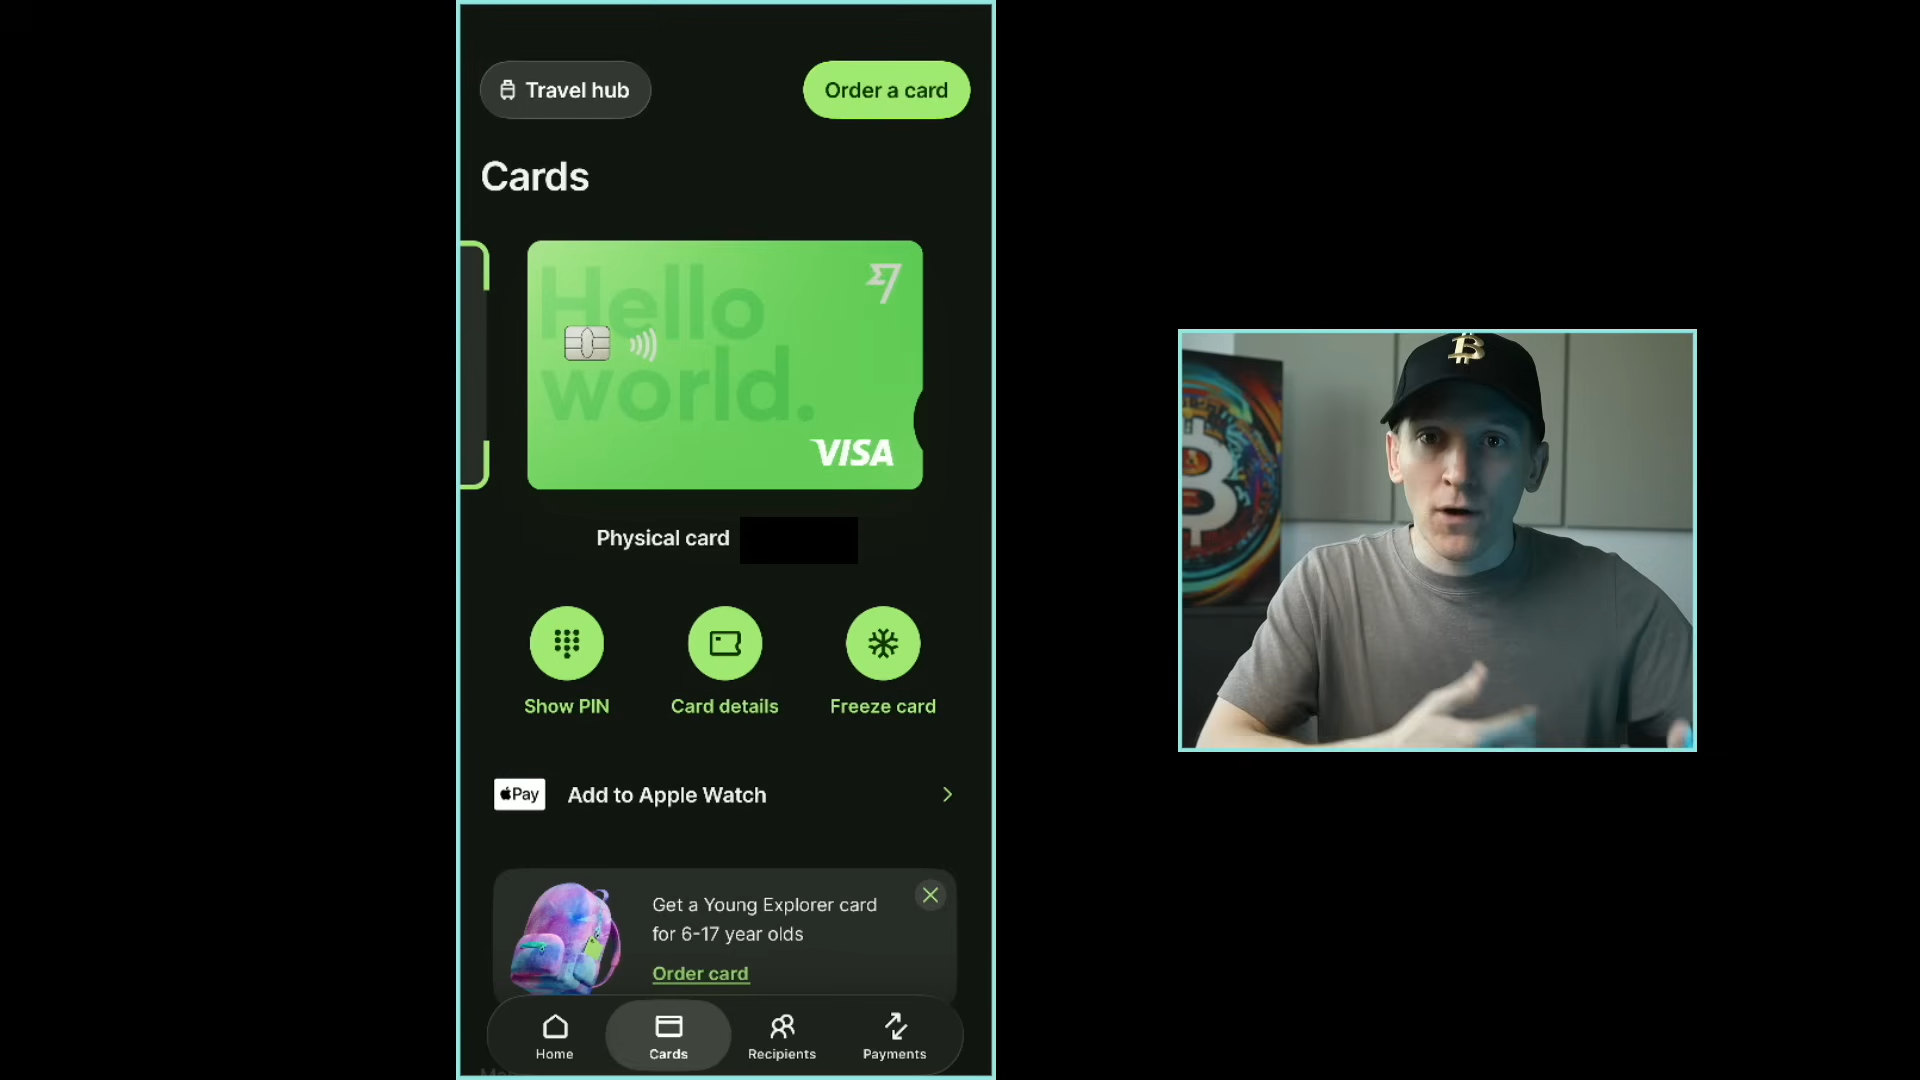 Travel hub
Order a card
Cards
Hello
world.
VISA
Physical card
Show PIN
Card details
Freeze card
Pay
Add to Apple Watch
Get a Young Explorer card
for 6-17 year olds
Order card
Home
Cards
Recipients
Payments